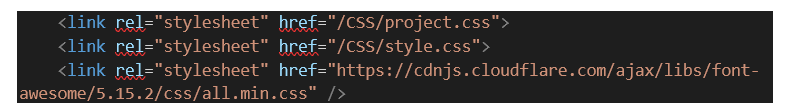 <link rel="stylesheet" href="/CSS/project.css">
<link rel="stylesheet" href="/CSS/style.css">
<link rel="stylesheet" href="https://cdnjs.cloudflare.com/ajax/libs/font-
awesome/5.15.2/css/all.min.css" />